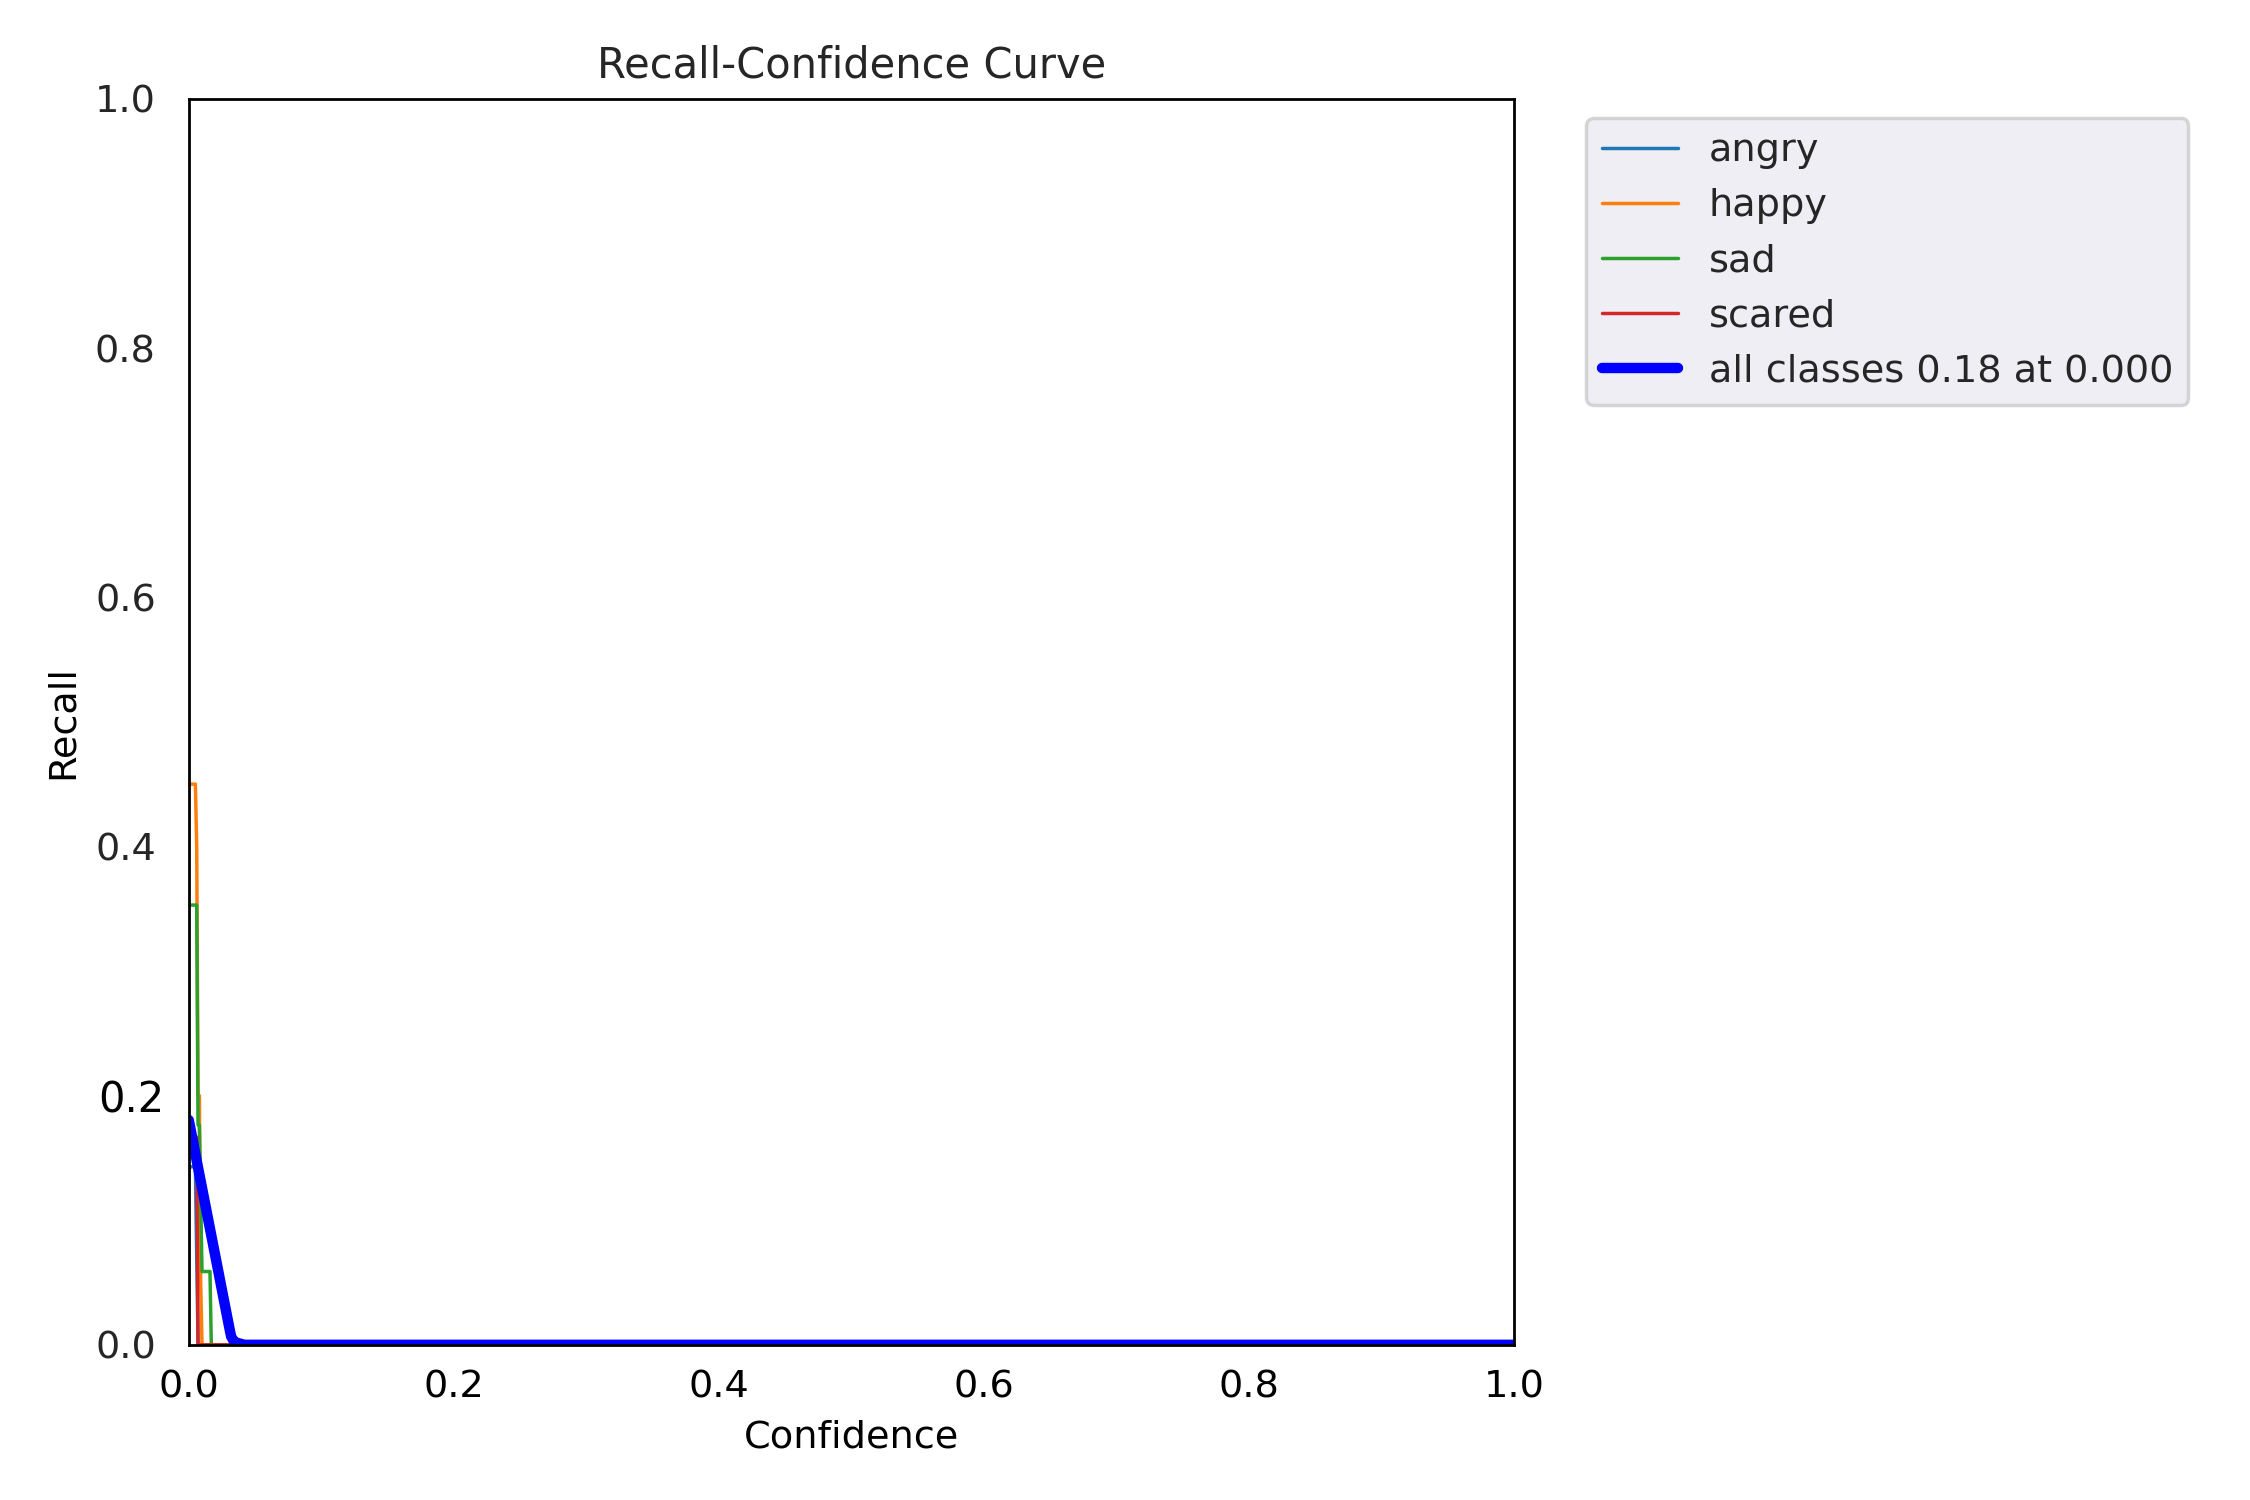 Recall-Confidence Curve
1.0
0.8
0.6
0.4
0.2
0.0
Recall
0.0 0.2 0.4 0.6 0.8 1.0
Confidence
angry
happy
sad
scared
all classes 0.18 at 0.000